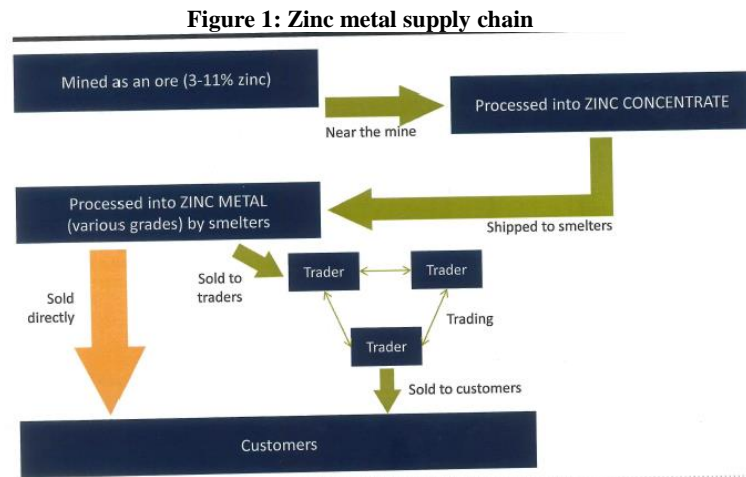 Figure 1: Zinc metal supply chain
Mined as an ore (3-11% zinc)
Near the mine
Processed into ZINC CONCENTRATE
Shipped to smelters
Processed into ZINC METAL
(various grades) by smelters
Sold
directly
Sold to
traders
Trader
Trader
Trading
Trader
Sold to customers
Customers